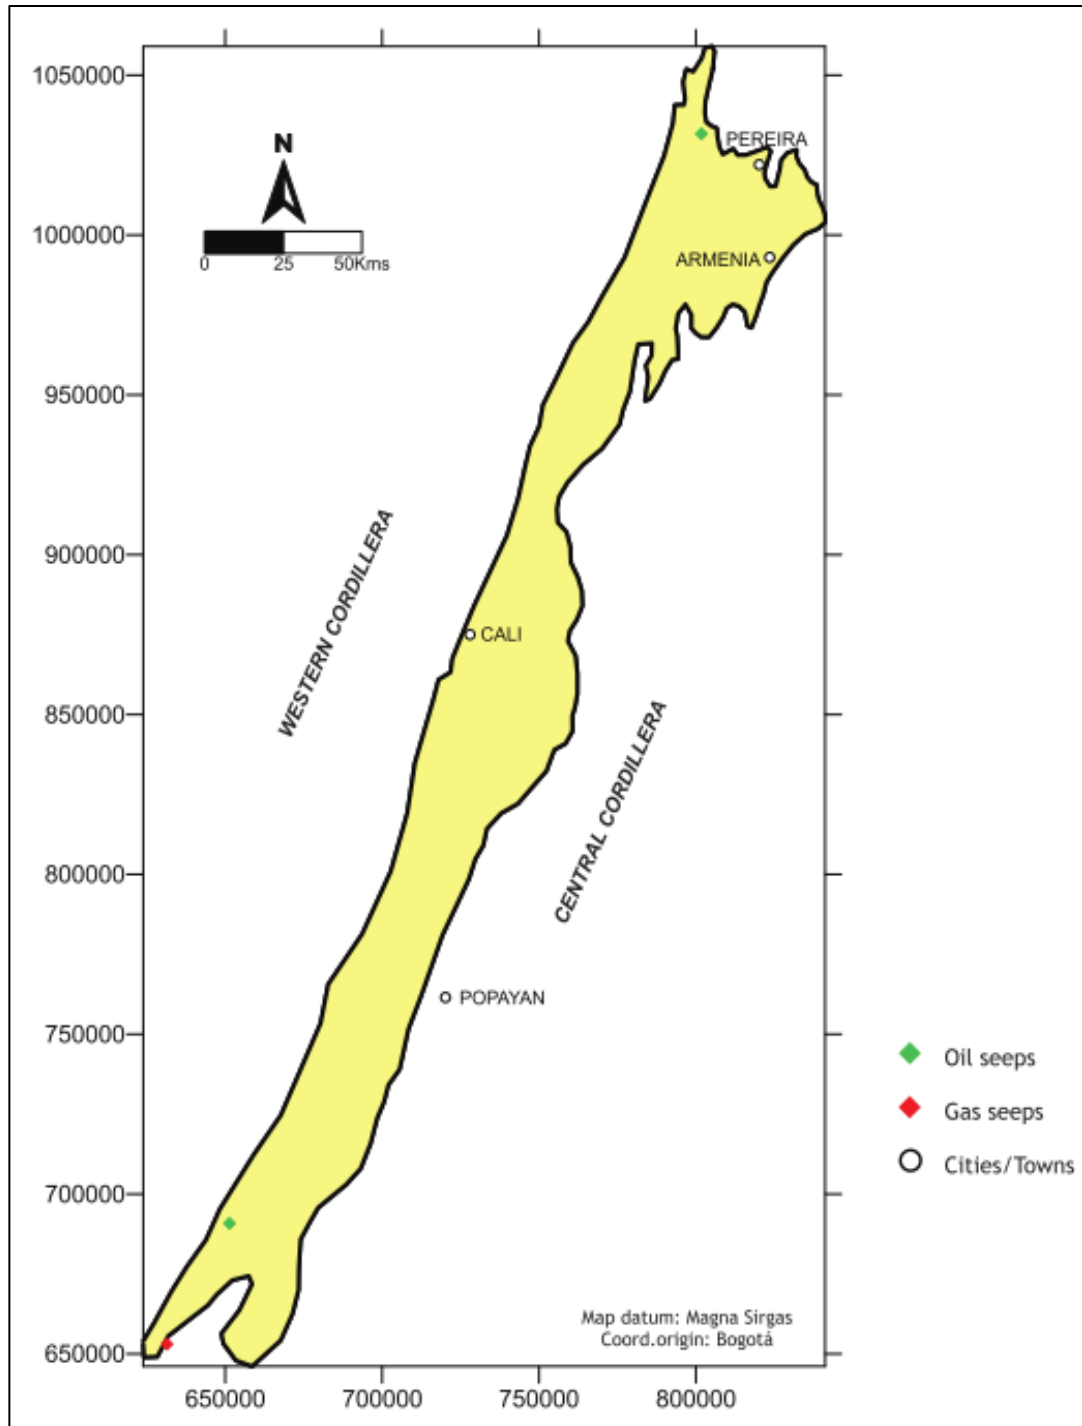 1050000
1000000
950000
900000
850000
800000
750000
700000
650000
650000
700000
750000
800000
N
0 25 50Kms
PEREIRA
ARMENIA
WESTERN CORDILLERA
CALI
CENTRAL CORDILLERA
POPAYAN
Oil seeps
Gas seeps
Cities/Towns
Map datum: Magna Sirgas
Coord.origin: Bogotá